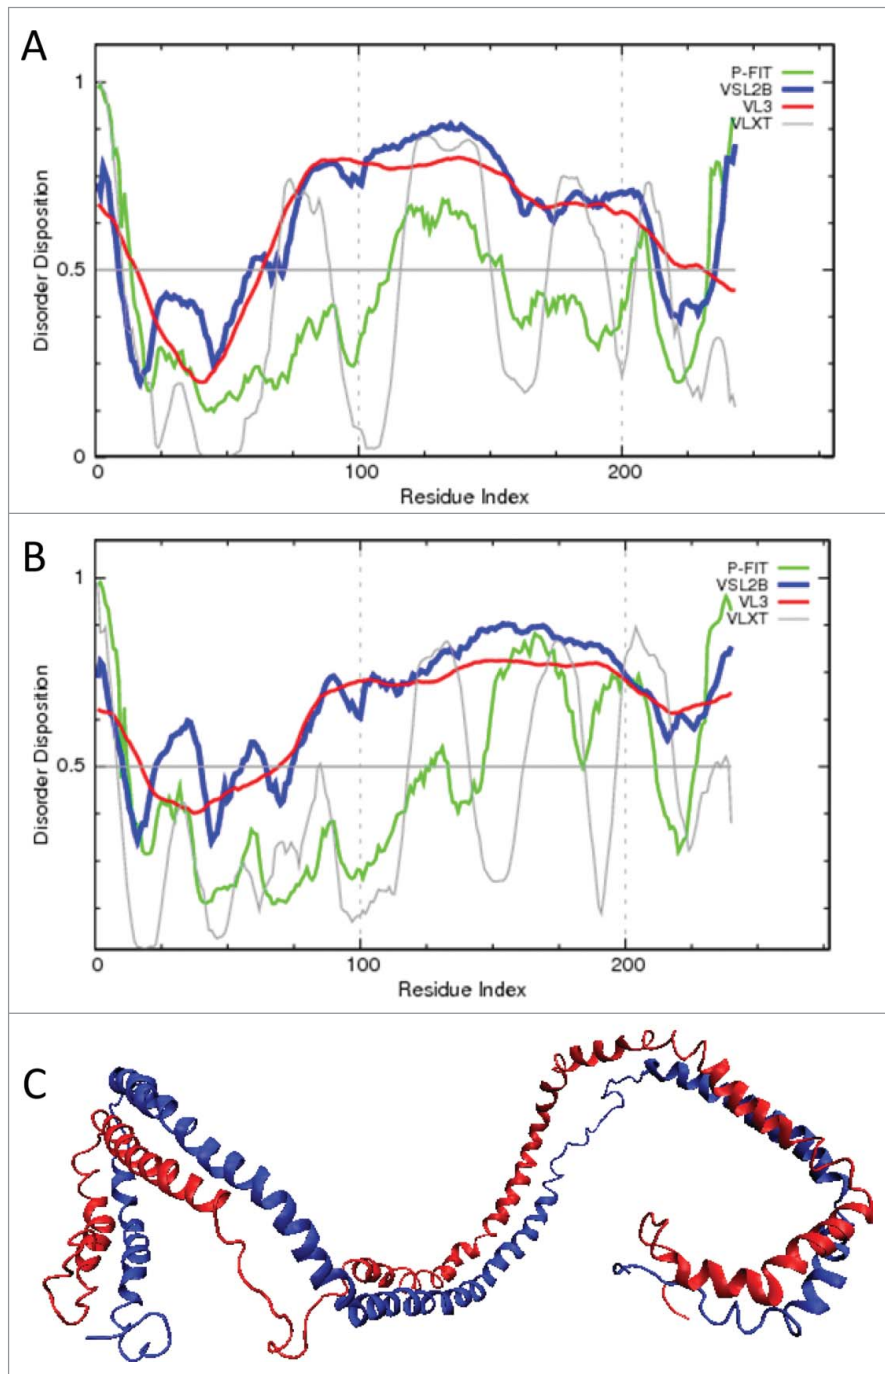 A
P-FIT
VSL2B
VL3
VLXT
1
0.5
0
Disorder Disposition
0
100
200
Residue Index
B
P-FIT
VSL2B
VL3
VLXT
1
0.5
Disorder Disposition
0
100
200
Residue Index
C